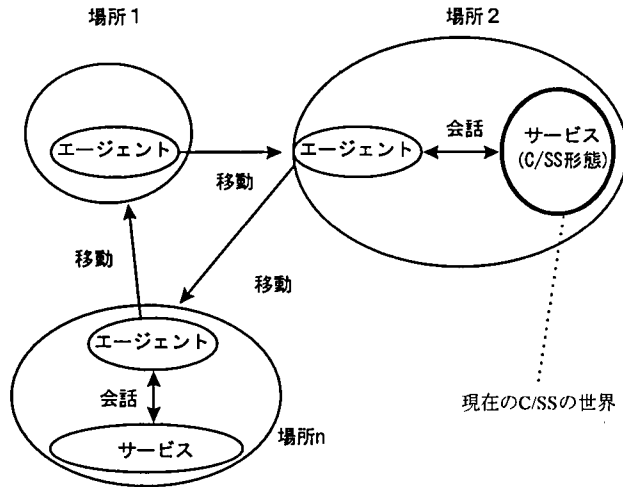 場所1
場所2
エージェント
移動
エージェント
会話
サービス
(C/SS形態)
移動
移動
エージェント
会話
サービス
場所n
現在のC/SSの世界